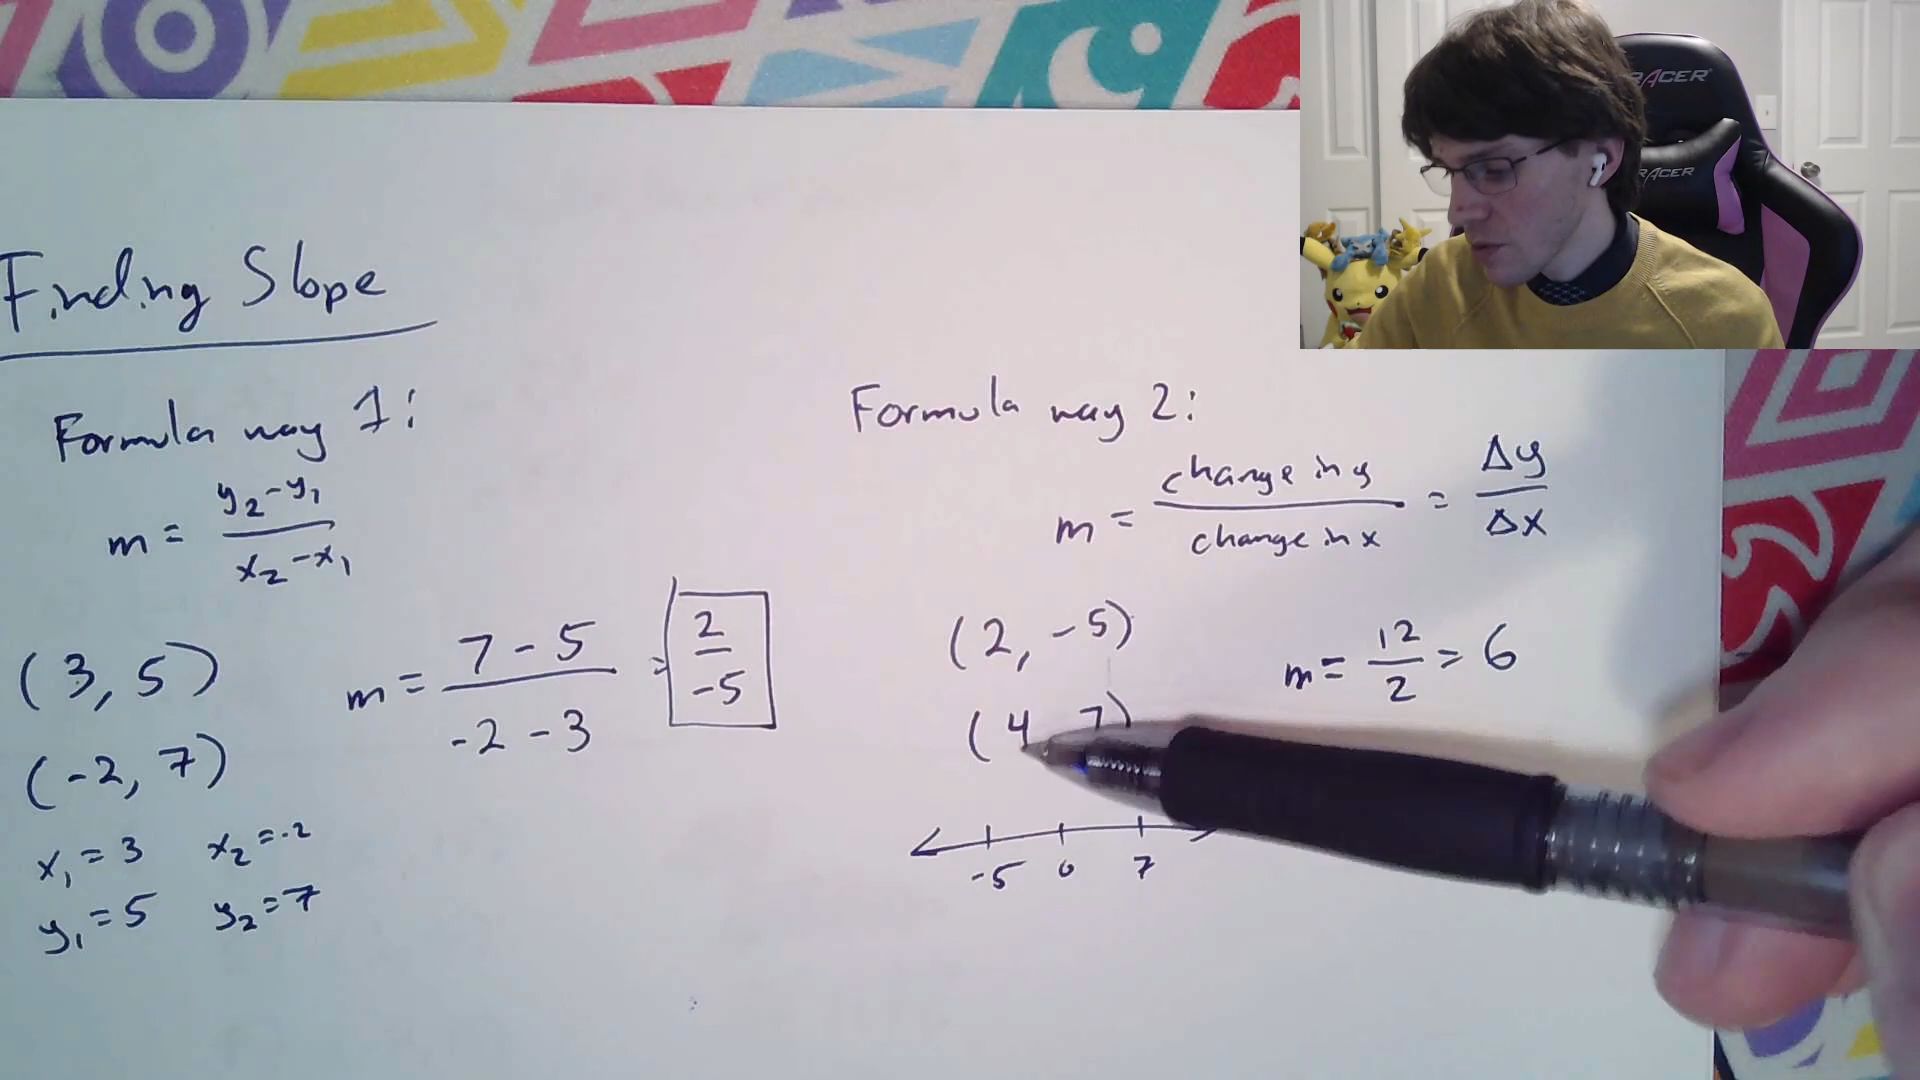 Finding Slope
Formula way 1:
m = y₂-y₁ / x₂-x₁
(3, 5)
(-2, 7)
x₁ = 3 x₂ = -2
y₁ = 5 y₂ = 7
m = 7 - 5 / -2 - 3 = 2 / -5
Formula way 2:
m = change in y / change in x = Δy / Δx
(2, -5)
(4 7)
m = 12 / 2 = 6
-5 0 7
RACER
RACER